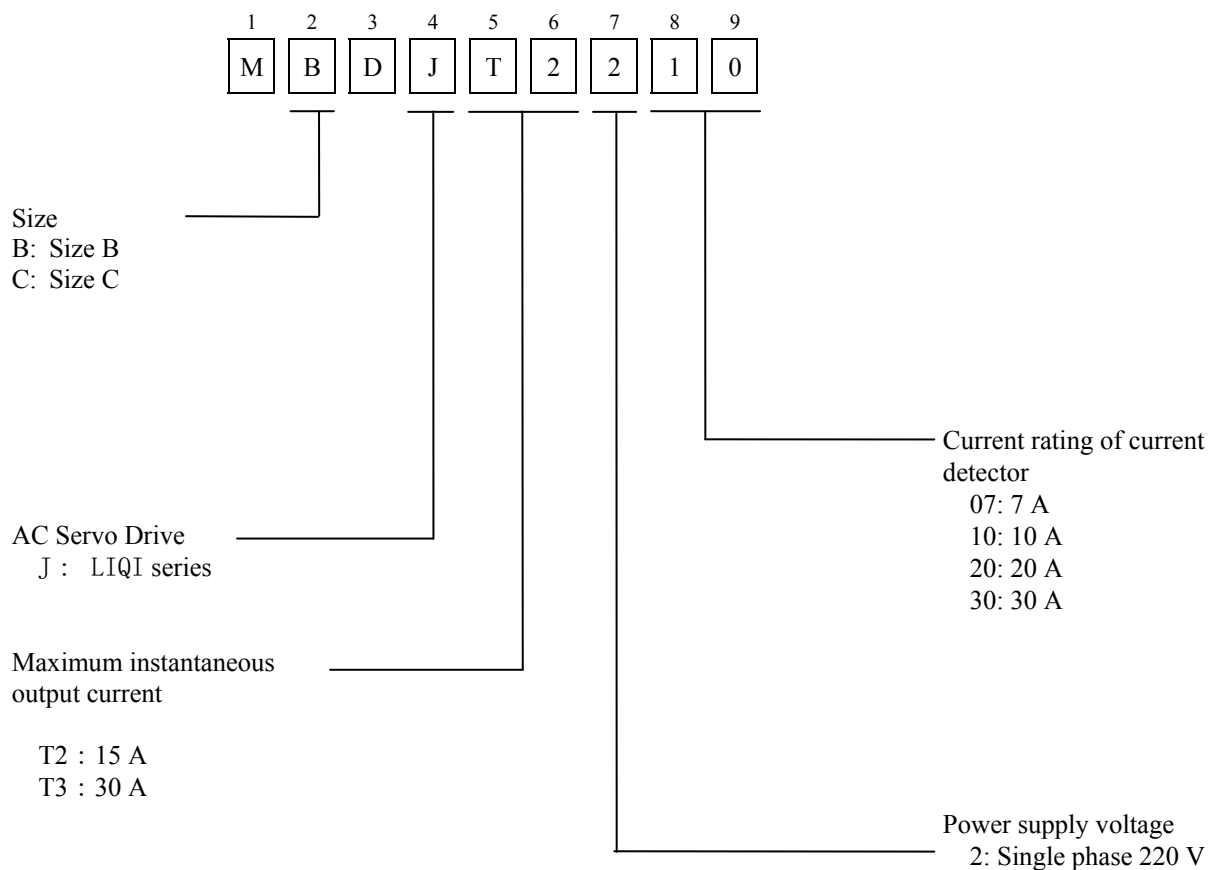 1 2 3 4 5 6 7 8 9
M B D J T 2 2 1 0
Size
B: Size B
C: Size C
Current rating of current
detector
07: 7 A
10: 10 A
20: 20 A
30: 30 A
AC Servo Drive
J： LIQI series
Maximum instantaneous
output current
T2：15 A
T3：30 A
Power supply voltage
2: Single phase 220 V